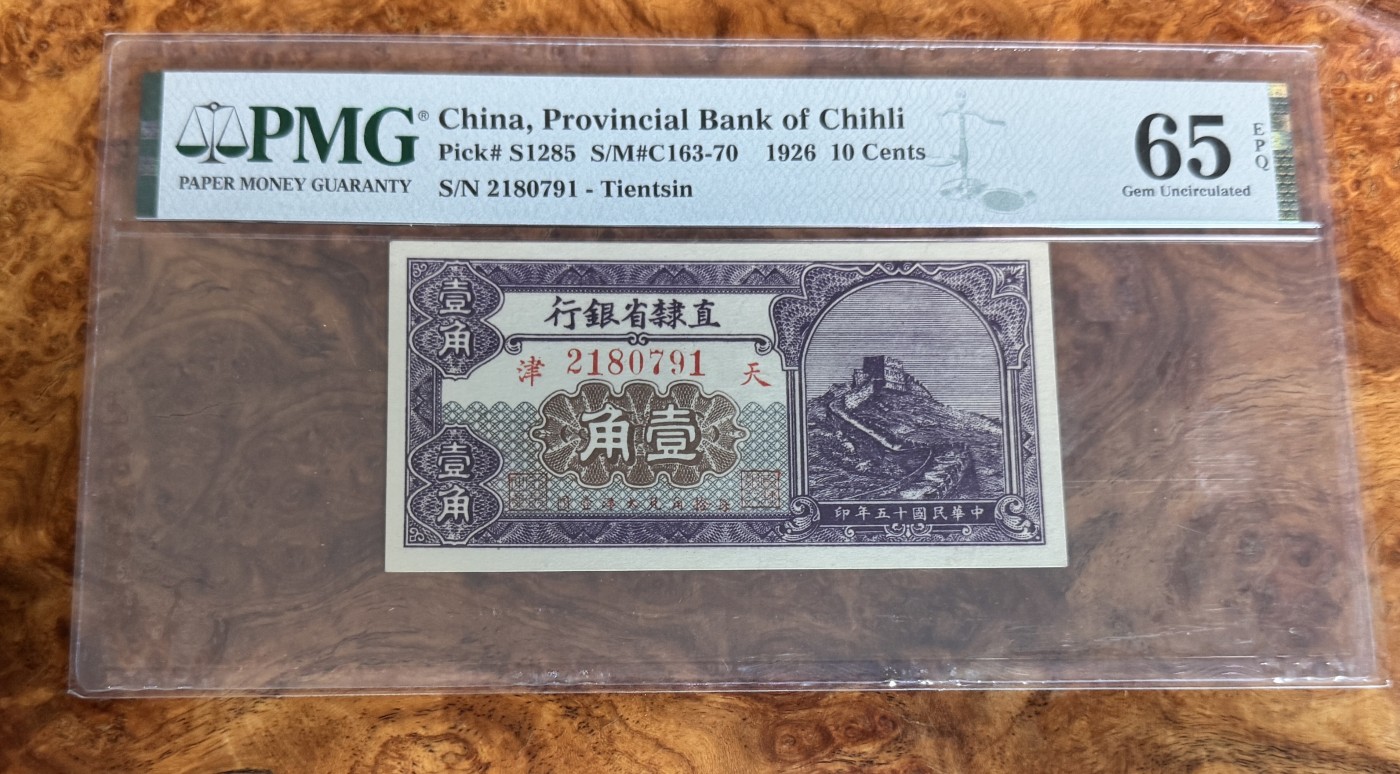 PMG®
PAPER MONEY GUARANTY
China, Provincial Bank of Chihli
Pick# S1285 S/M#C163-70 1926 10 Cents
S/N 2180791 - Tientsin
65
EPQ
Gem Uncirculated
行銀省隸直
津 2180791 天
角壹
壹角
壹角
印年五十國民華中